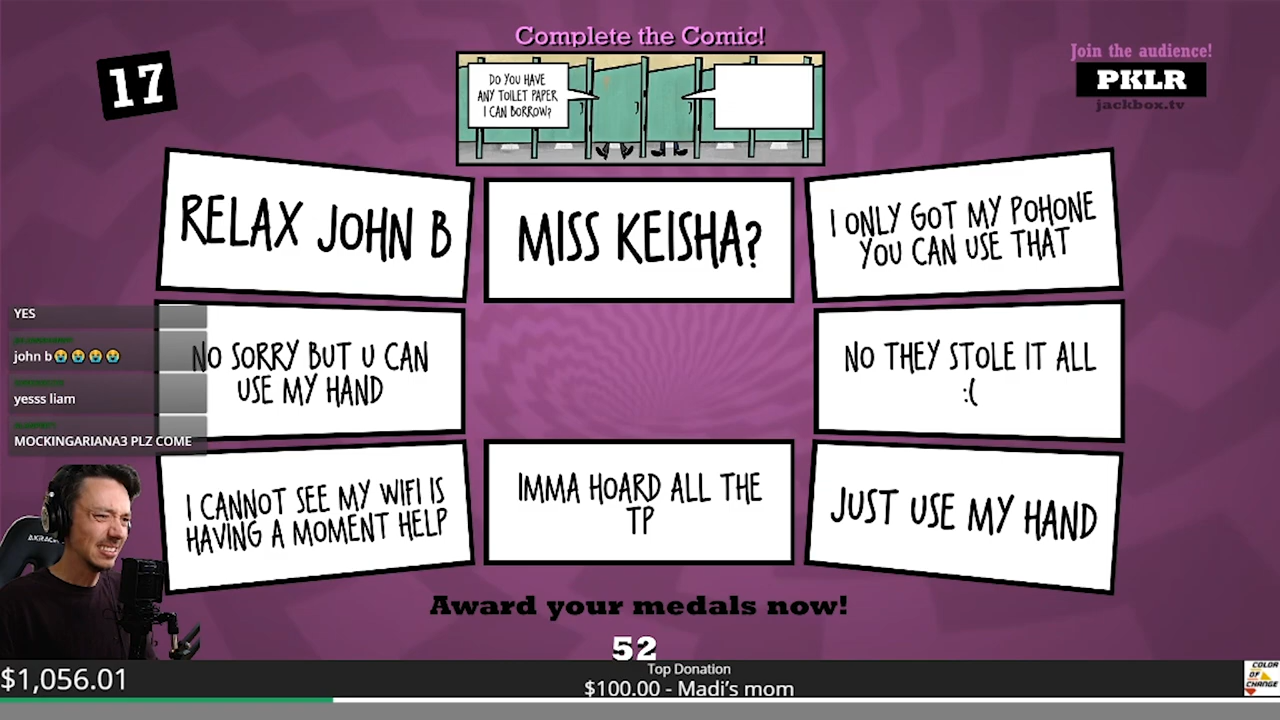 Complete the Comic!
17
DO YOU HAVE
ANY TOILET PAPER
I CAN BORROW?
Join the audience!
PKLR
jackbox.tv
RELAX JOHN B
MISS KEISHA?
I ONLY GOT MY POHONE
YOU CAN USE THAT
NO SORRY BUT U CAN
USE MY HAND
NO THEY STOLE IT ALL
:(
I CANNOT SEE MY WIFI IS
HAVING A MOMENT HELP
IMMA HOARD ALL THE
TP
JUST USE MY HAND
YES
john b😭😭😭😭
yesss liam
MOCKINGARIANA3 PLZ COME
Award your medals now!
52
$1,056.01
Top Donation
$100.00 - Madi's mom
COLOR
OF
CHANGE